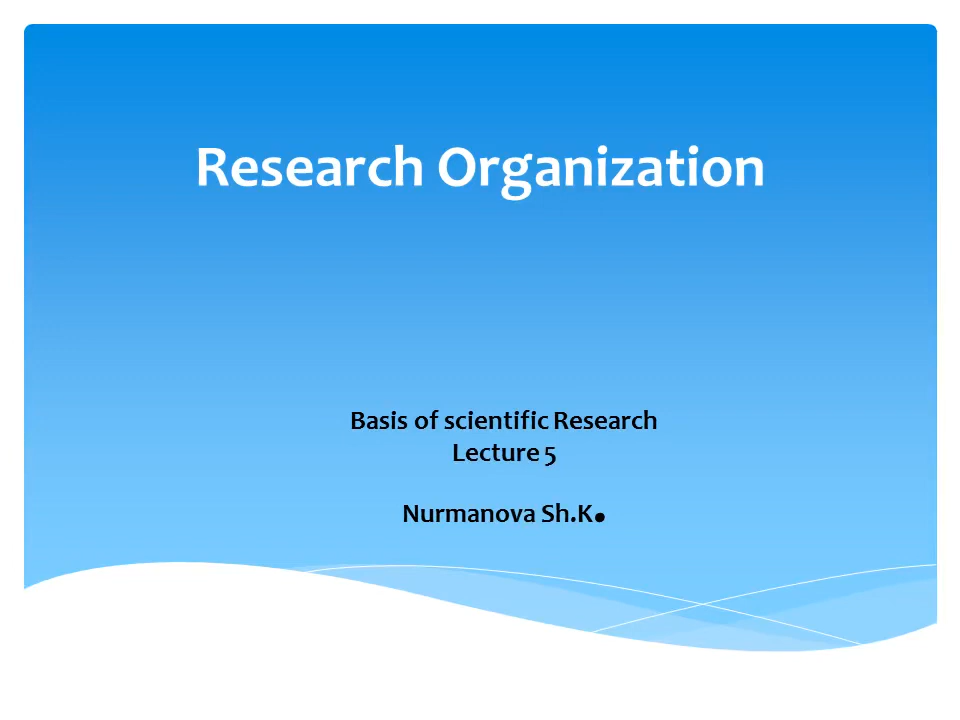 Research Organization
Basis of scientific Research
Lecture 5
Nurmanova Sh.K.